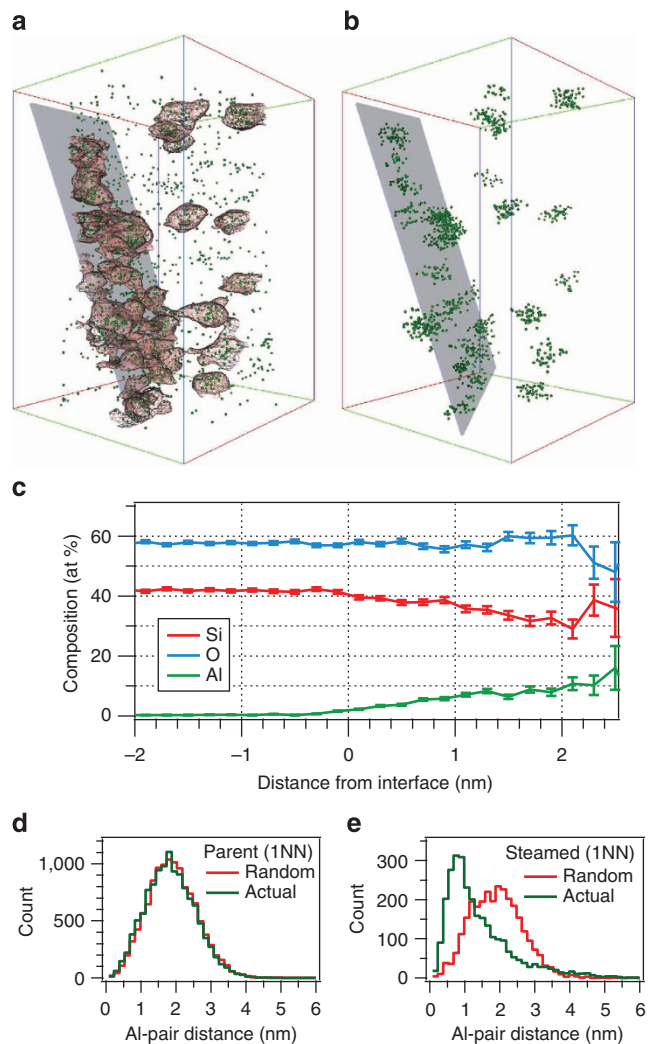 a
b
c
Composition (at %)
60
40
20
0
Si
O
Al
−2
−1
0
1
2
Distance from interface (nm)
d
Parent (1NN)
Random
Actual
Count
1,000
500
0
0 1 2 3 4 5 6
Al-pair distance (nm)
e
Steamed (1NN)
Random
Actual
Count
300
200
100
0
0 1 2 3 4 5 6
Al-pair distance (nm)